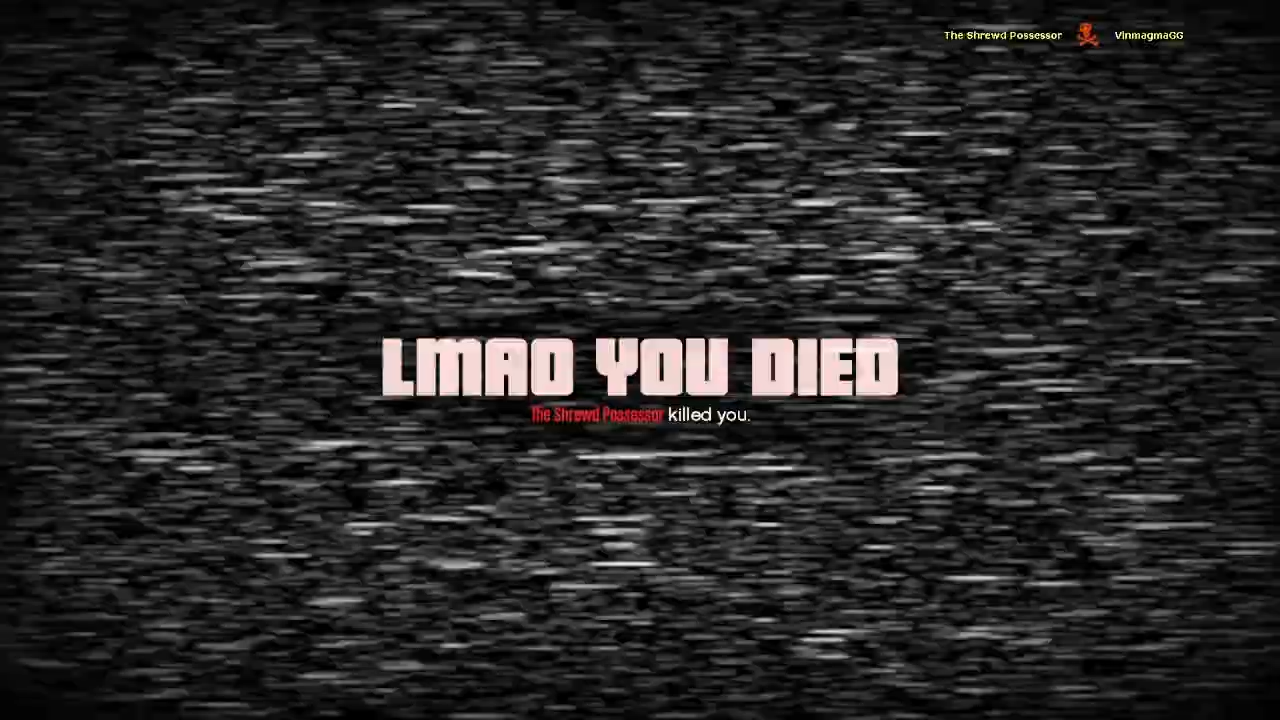 The Shrewd Possessor VinmagmaGG
LMAO YOU DIED
The Shrewd Possessor killed you.